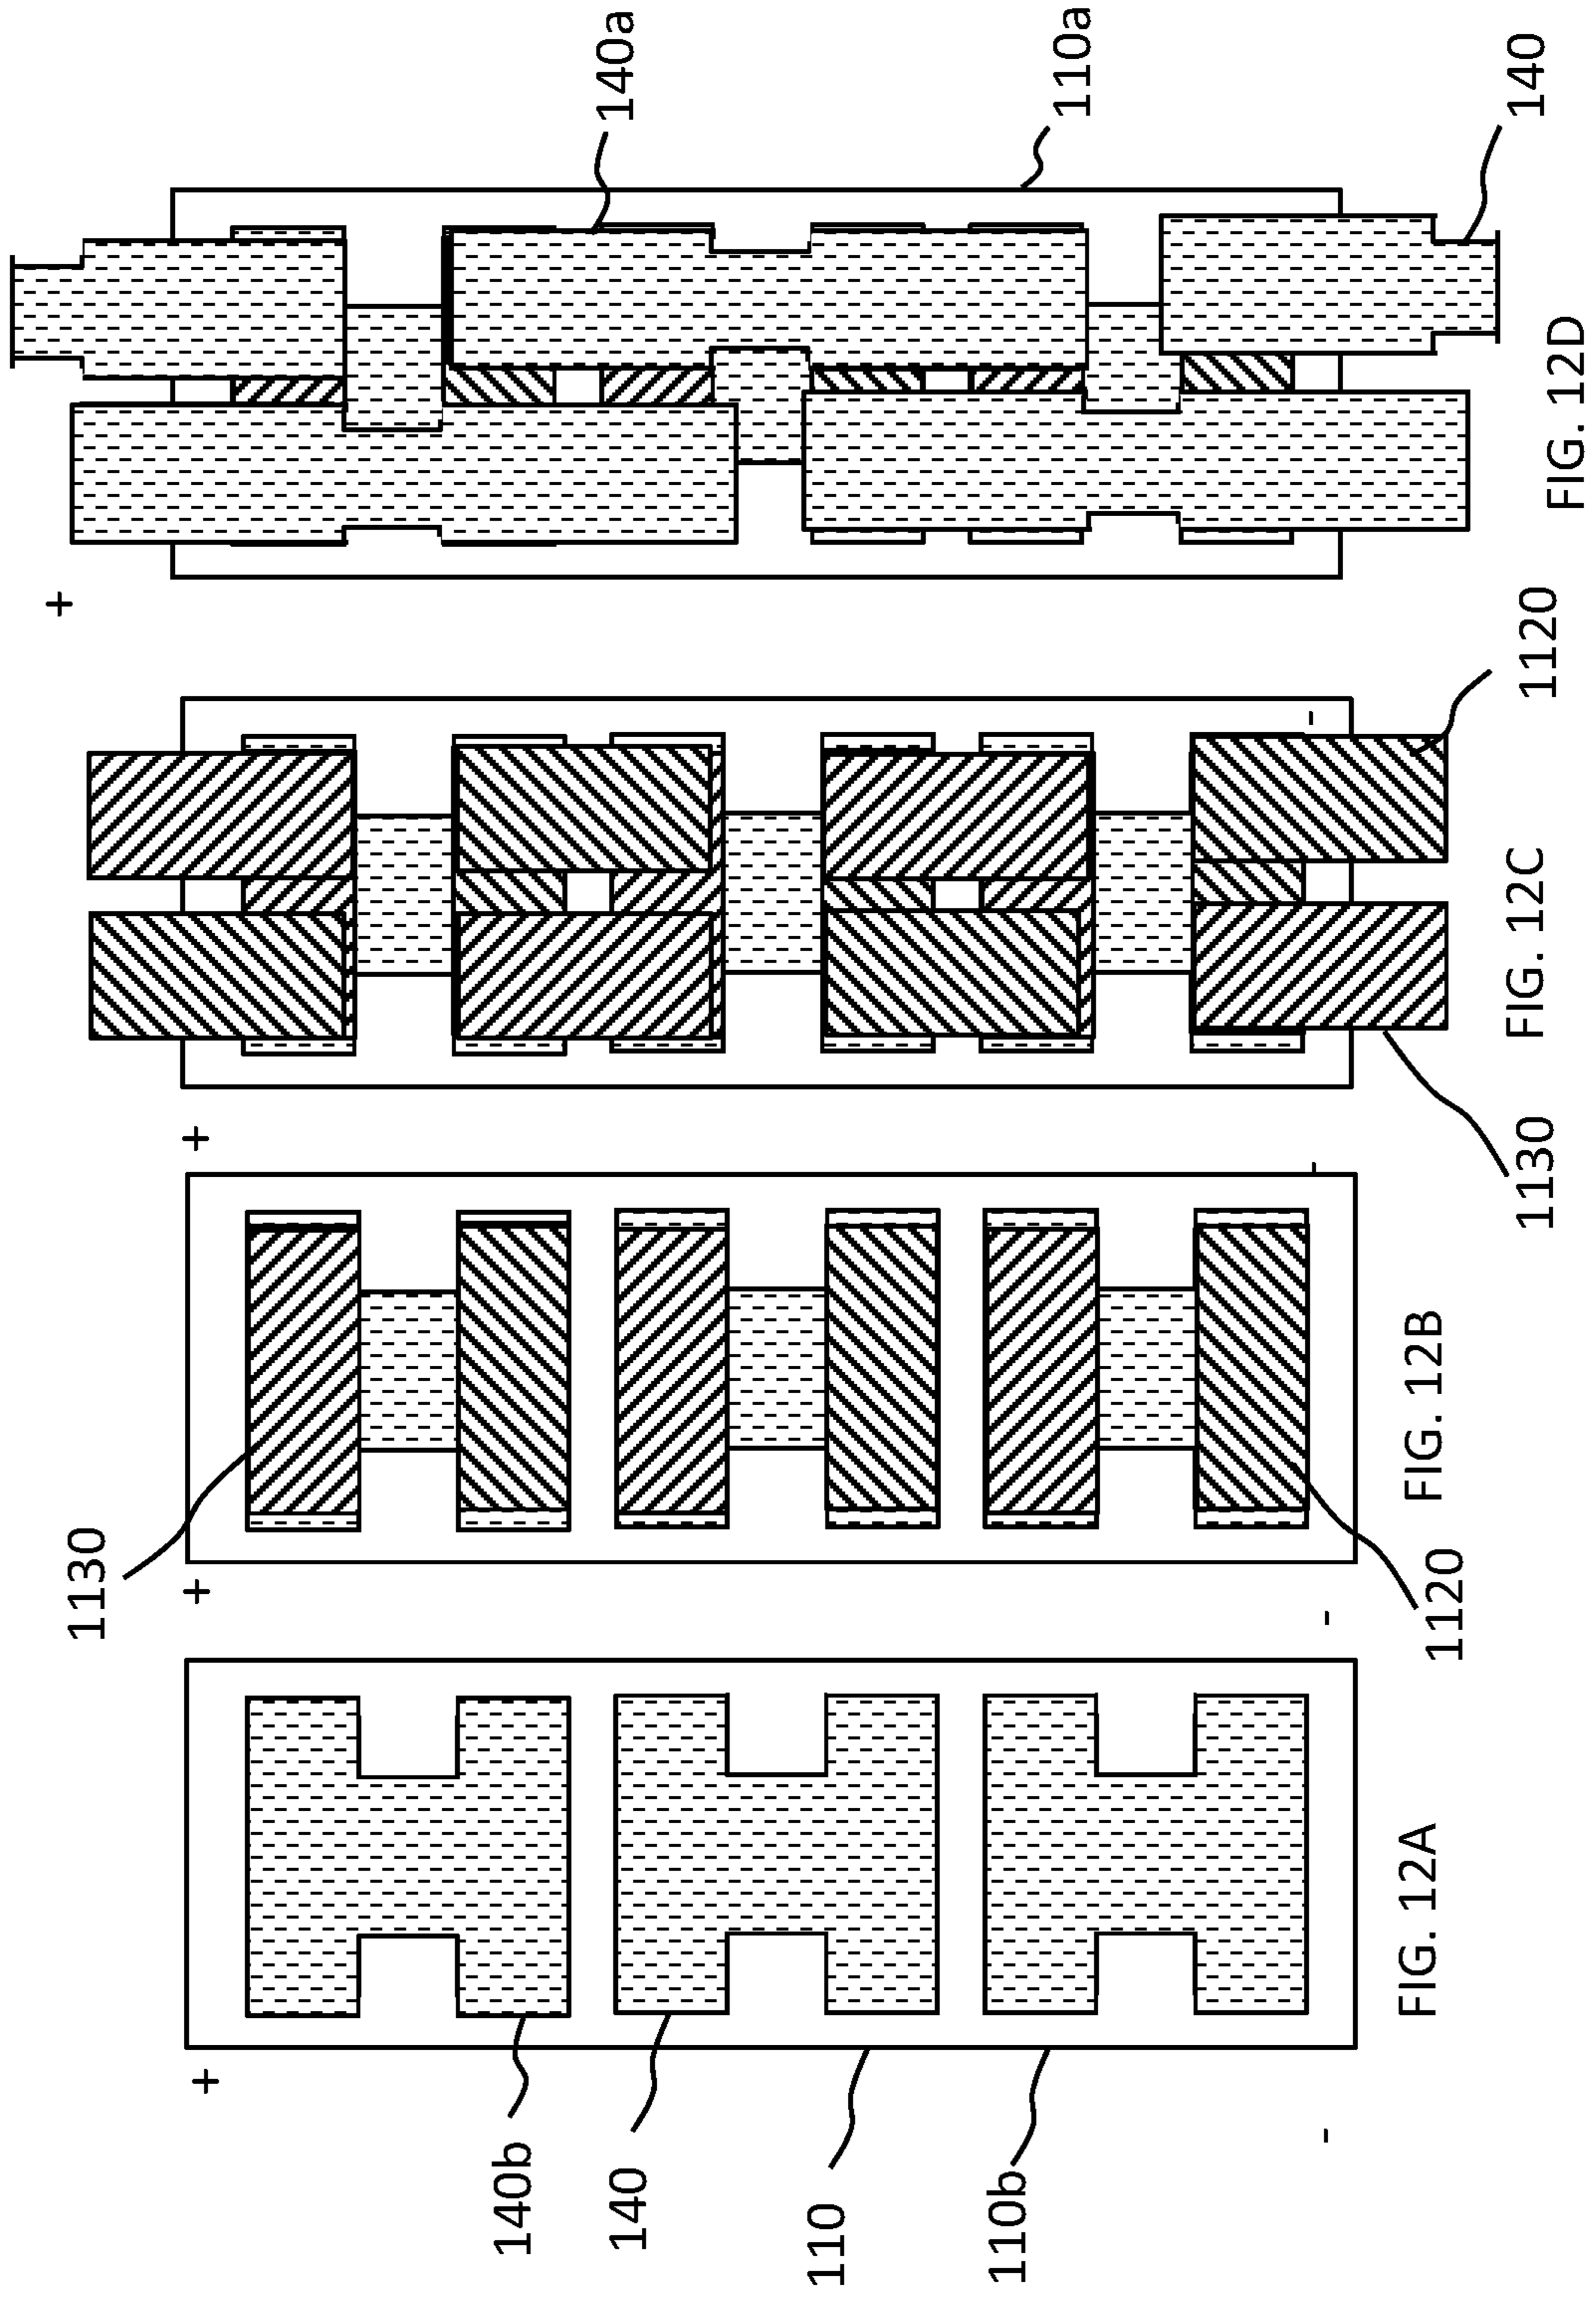 140b
140
110
110b
+
-
FIG. 12A
1130
1120
+
-
FIG. 12B
1130
1120
+
-
FIG. 12C
140a
110a
140
+
-
FIG. 12D